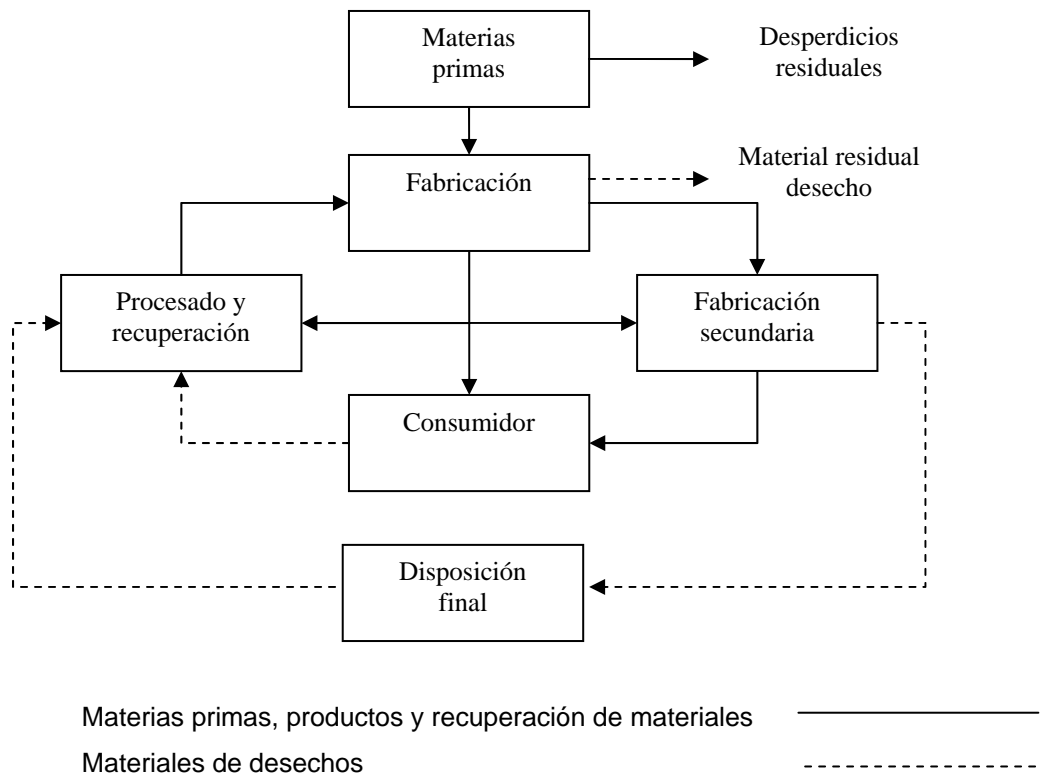 Materias
primas
Desperdicios
residuales
Fabricación
Material residual
desecho
Procesado y
recuperación
Fabricación
secundaria
Consumidor
Disposición
final
Materias primas, productos y recuperación de materiales
Materiales de desechos